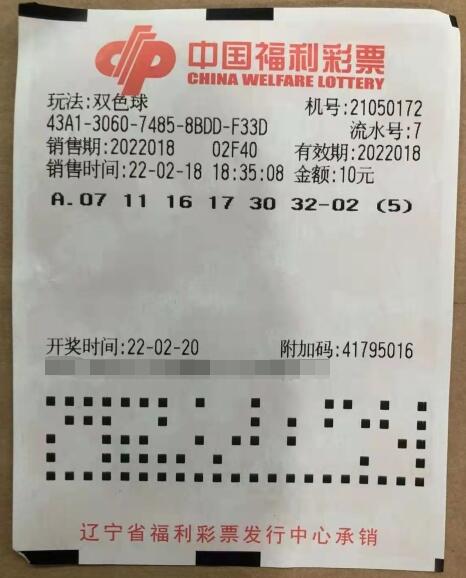 中国福利彩票
CHINA WELFARE LOTTERY
玩法:双色球 机号:21050172
43A1-3060-7485-8BDD-F33D 流水号:7
销售期:2022018 02F40 有效期:2022018
销售时间:22-02-18 18:35:08 金额:10元
A.07 11 16 17 30 32-02 (5)
开奖时间:22-02-20 附加码:41795016
辽宁省福利彩票发行中心承销